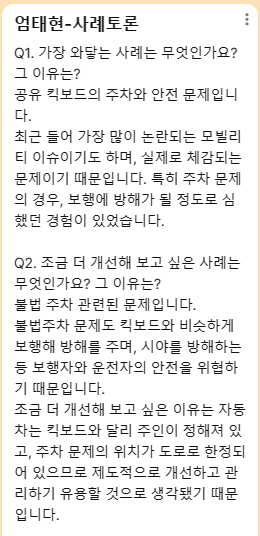 엄태현-사례토론
Q1. 가장 와닿는 사례는 무엇인가요?
그 이유는?
공유 킥보드의 주차와 안전 문제입니
다.
최근 들어 가장 많이 논란되는 모빌리
티 이슈이기도 하며, 실제로 체감되는
문제이기 때문입니다. 특히 주차 문제
의 경우, 보행에 방해가 될 정도로 심
했던 경험이 있었습니다.
Q2. 조금 더 개선해 보고 싶은 사례는
무엇인가요? 그 이유는?
불법 주차 관련된 문제입니다.
불법주차 문제도 킥보드와 비슷하게
보행해 방해를 주며, 시야를 방해하는
등 보행자와 운전자의 안전을 위협하
기 때문입니다.
조금 더 개선해 보고 싶은 이유는 자동
차는 킥보드와 달리 주인이 정해져 있
고, 주차 문제의 위치가 도로로 한정되
어 있으므로 제도적으로 개선하고 관
리하기 유용할 것으로 생각됐기 때문
입니다.